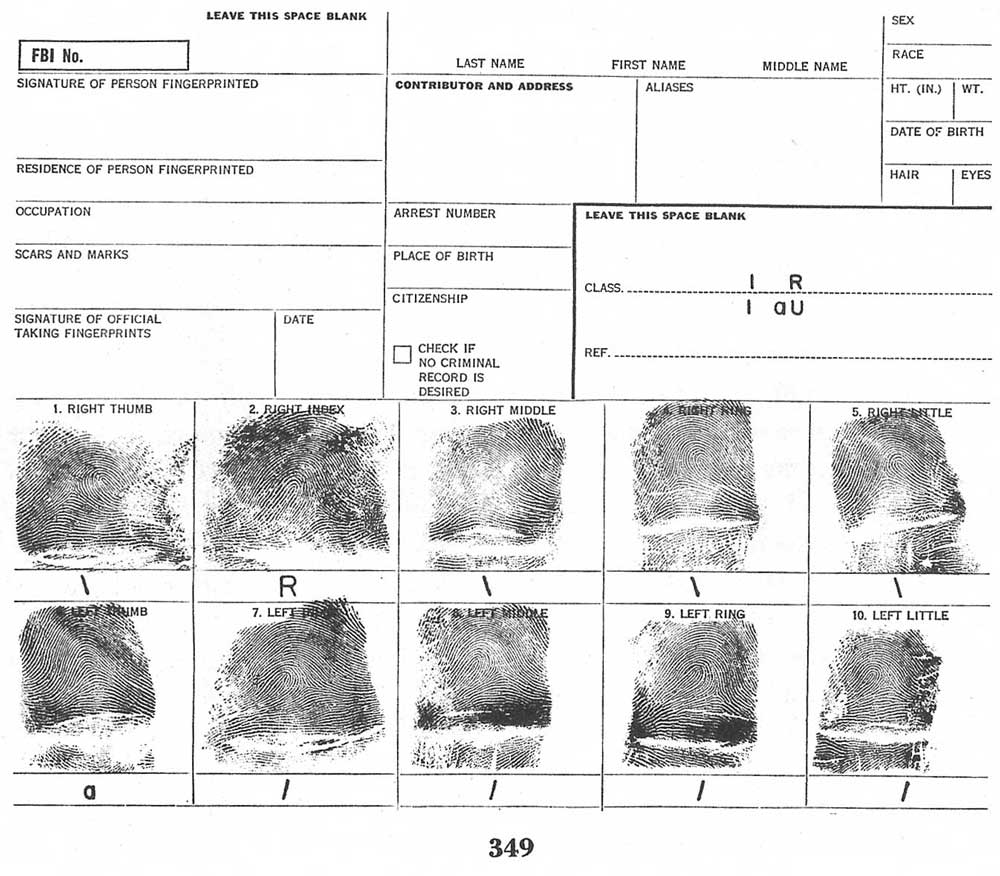 LEAVE THIS SPACE BLANK
FBI No.
LAST NAME FIRST NAME MIDDLE NAME
SEX
RACE
SIGNATURE OF PERSON FINGERPRINTED
CONTRIBUTOR AND ADDRESS
ALIASES
HT. (IN.) WT.
DATE OF BIRTH
RESIDENCE OF PERSON FINGERPRINTED
HAIR EYES
OCCUPATION
ARREST NUMBER
LEAVE THIS SPACE BLANK
SCARS AND MARKS
PLACE OF BIRTH
CLASS. 1 R
1 aU
CITIZENSHIP
SIGNATURE OF OFFICIAL
TAKING FINGERPRINTS
DATE
CHECK IF
NO CRIMINAL
RECORD IS
DESIRED
REF.
1. RIGHT THUMB 2. RIGHT INDEX 3. RIGHT MIDDLE 4. RIGHT RING 5. RIGHT LITTLE
\ R \ \ \
6. LEFT THUMB 7. LEFT INDEX 8. LEFT MIDDLE 9. LEFT RING 10. LEFT LITTLE
a / / / /
349